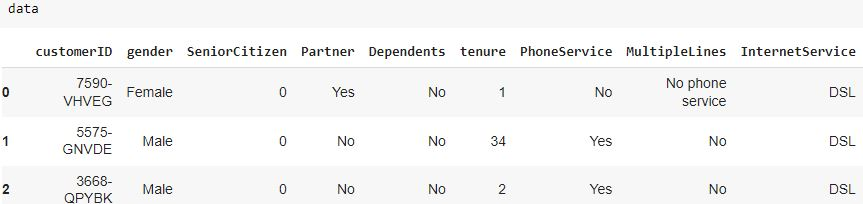 data
customerID gender SeniorCitizen Partner Dependents tenure PhoneService MultipleLines InternetService
0 7590-VHVEG Female 0 Yes No 1 No No phone service DSL
1 5575-GNVDE Male 0 No No 34 Yes No DSL
2 3668-QPYBK Male 0 No No 2 Yes No DSL